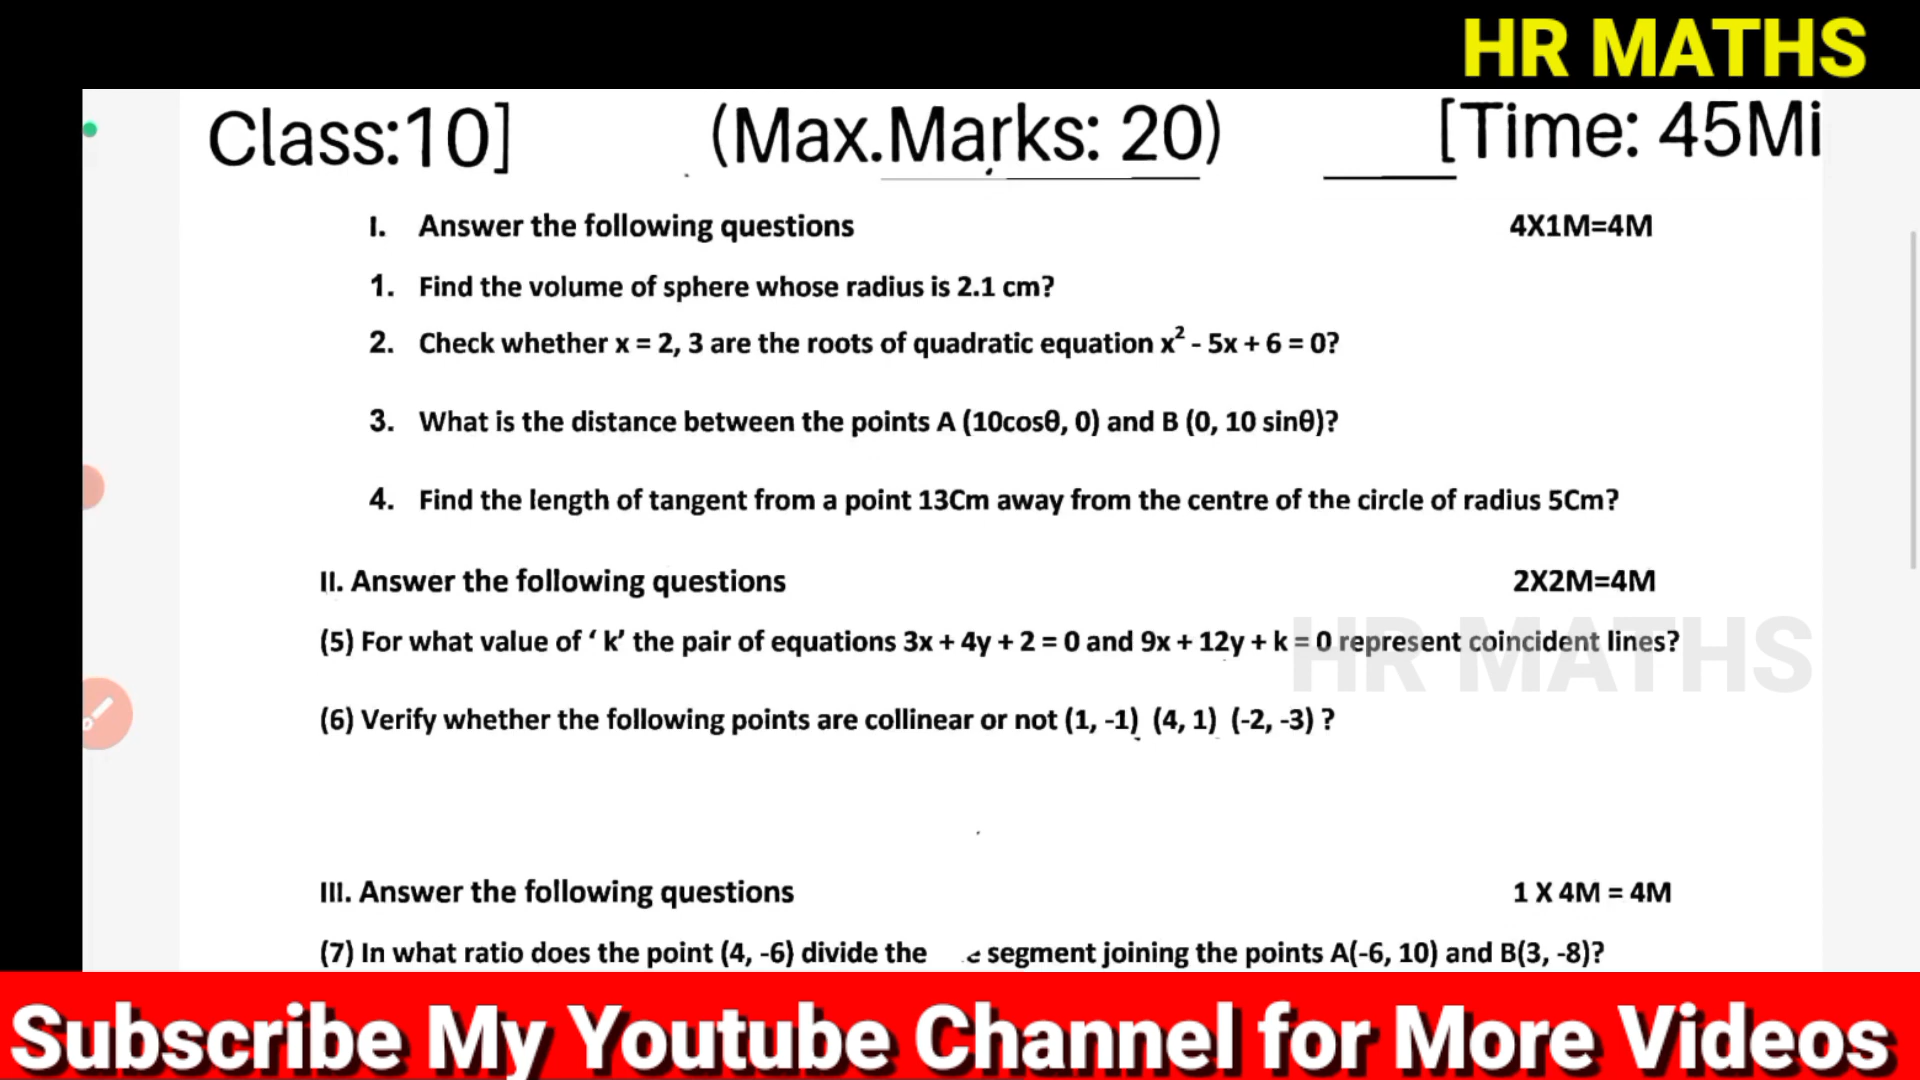 HR MATHS
Class:10] (Max.Marks: 20) [Time: 45Mi
I. Answer the following questions 4X1M=4M
1. Find the volume of sphere whose radius is 2.1 cm?
2. Check whether x = 2, 3 are the roots of quadratic equation x² - 5x + 6 = 0?
3. What is the distance between the points A (10cosθ, 0) and B (0, 10 sinθ)?
4. Find the length of tangent from a point 13Cm away from the centre of the circle of radius 5Cm?
II. Answer the following questions 2X2M=4M
(5) For what value of ‘ k’ the pair of equations 3x + 4y + 2 = 0 and 9x + 12y + k = 0 represent coincident lines?
HR MATHS
(6) Verify whether the following points are collinear or not (1, -1) (4, 1) (-2, -3) ?
III. Answer the following questions 1 X 4M = 4M
(7) In what ratio does the point (4, -6) divide the segment joining the points A(-6, 10) and B(3, -8)?
Subscribe My Youtube Channel for More Videos